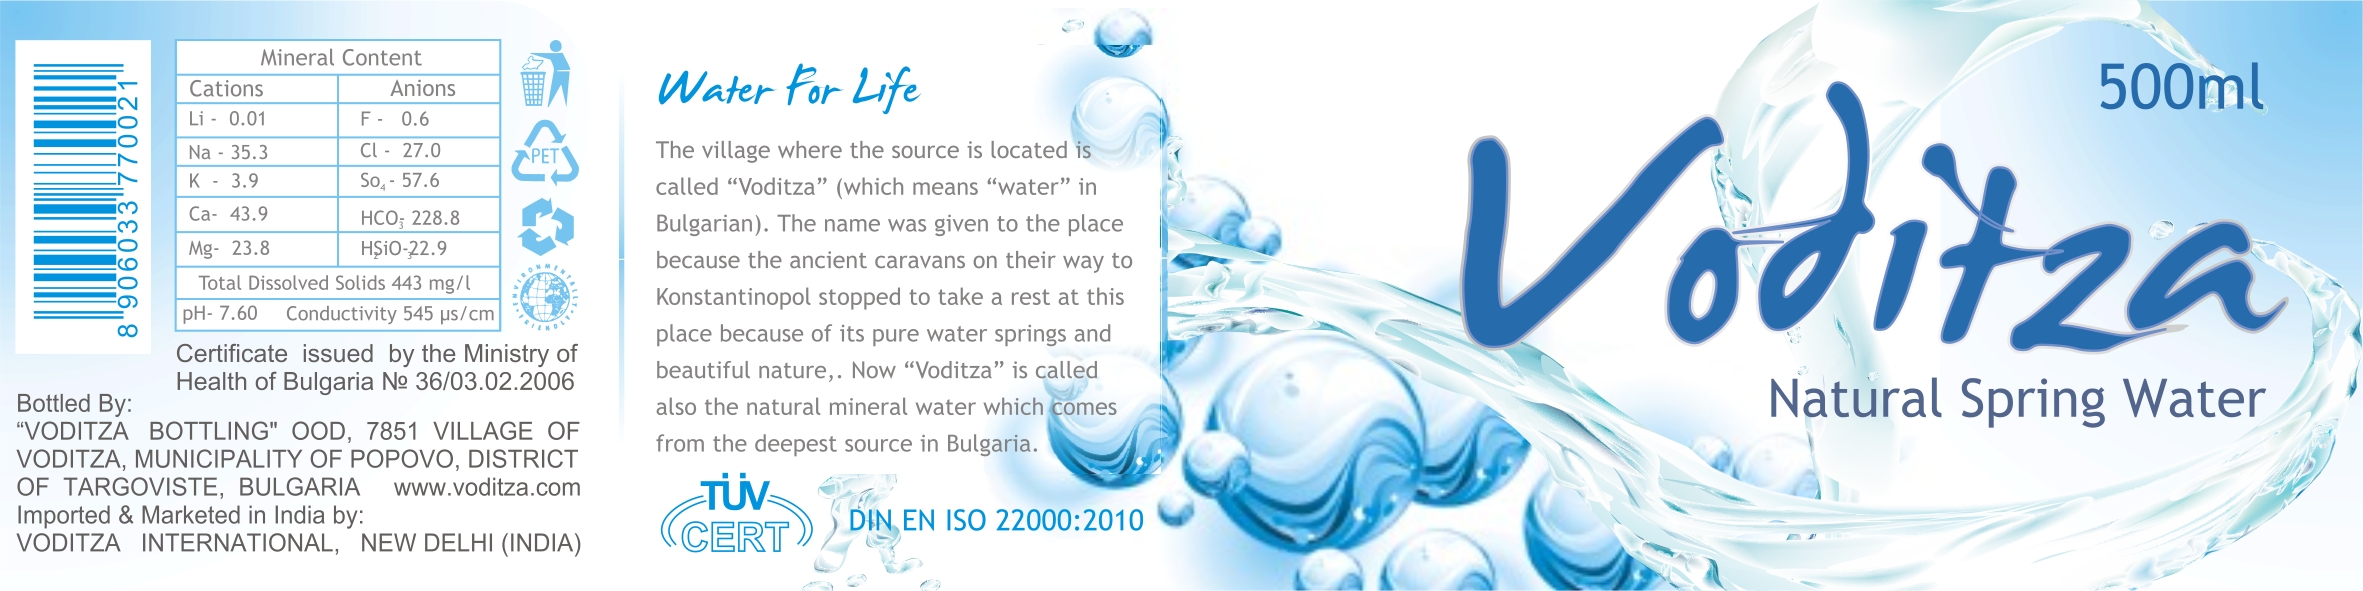 8 906033 770021
Mineral Content
Cations Anions
Li - 0.01 F - 0.6
Na - 35.3 Cl - 27.0
K - 3.9 So4 - 57.6
Ca- 43.9 HCO3- 228.8
Mg- 23.8 H2SiO3-22.9
Total Dissolved Solids 443 mg/l
pH- 7.60 Conductivity 545 µs/cm
PET
ENVIRONMENTALLY
FRIENDLY
Certificate issued by the Ministry of
Health of Bulgaria № 36/03.02.2006
Bottled By:
“VODITZA BOTTLING" OOD, 7851 VILLAGE OF
VODITZA, MUNICIPALITY OF POPOVO, DISTRICT
OF TARGOVISTE, BULGARIA www.voditza.com
Imported & Marketed in India by:
VODITZA INTERNATIONAL, NEW DELHI (INDIA)
Water For Life
The village where the source is located is
called “Voditza” (which means “water” in
Bulgarian). The name was given to the place
because the ancient caravans on their way to
Konstantinopol stopped to take a rest at this
place because of its pure water springs and
beautiful nature,. Now “Voditza” is called
also the natural mineral water which comes
from the deepest source in Bulgaria.
TÜV
CERT
DIN EN ISO 22000:2010
500ml
Voditza
Natural Spring Water